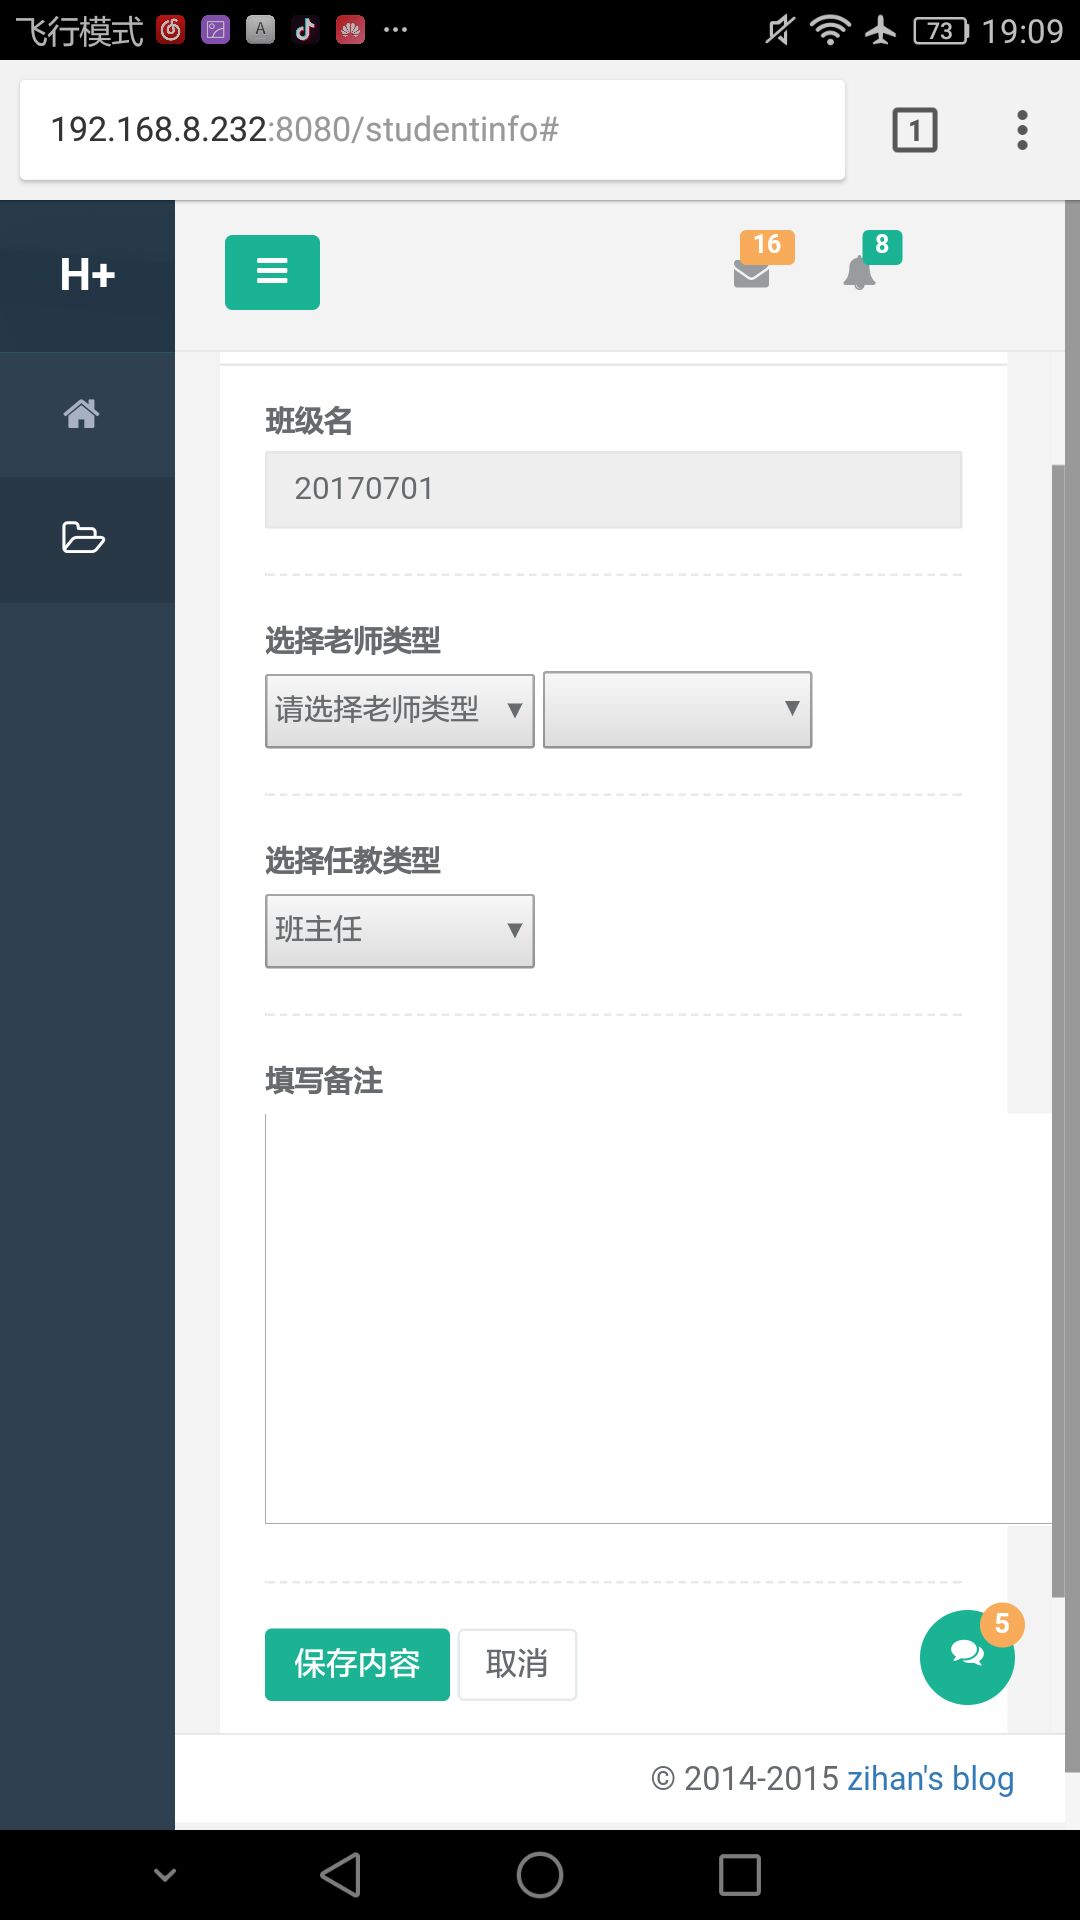 飞行模式 A ... 73 19:09
192.168.8.232:8080/studentinfo# 1
H+ 16 8
班级名
20170701
选择老师类型
请选择老师类型
选择任教类型
班主任
填写备注
5
保存内容 取消
© 2014-2015 zihan's blog